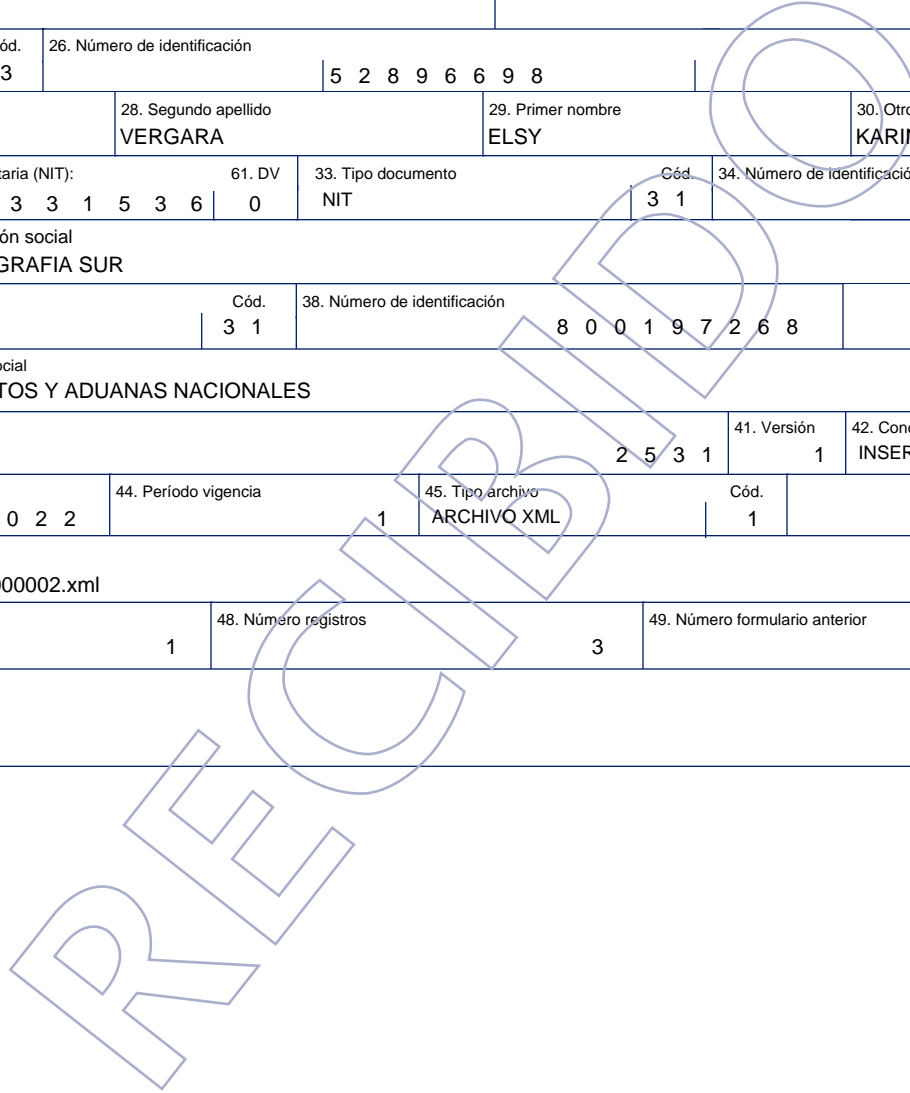 ód. 26. Número de identificación
3 5 2 8 9 6 6 9 8
28. Segundo apellido 29. Primer nombre 30. Otro
VERGARA ELSY KARIN
taria (NIT): 61. DV 33. Tipo documento Cód. 34. Número de identificació
3 3 1 5 3 6 0 NIT 3 1
ón social
GRAFIA SUR
Cód. 38. Número de identificación
3 1 8 0 0 1 9 7 2 6 8
ocial
TOS Y ADUANAS NACIONALES
41. Versión 42. Conc
2 5 3 1 1 INSER
44. Período vigencia 45. Tipo archivo Cód.
0 2 2 1 ARCHIVO XML 1
000002.xml
48. Número registros 49. Número formulario anterior
1 3
RECIBIDO